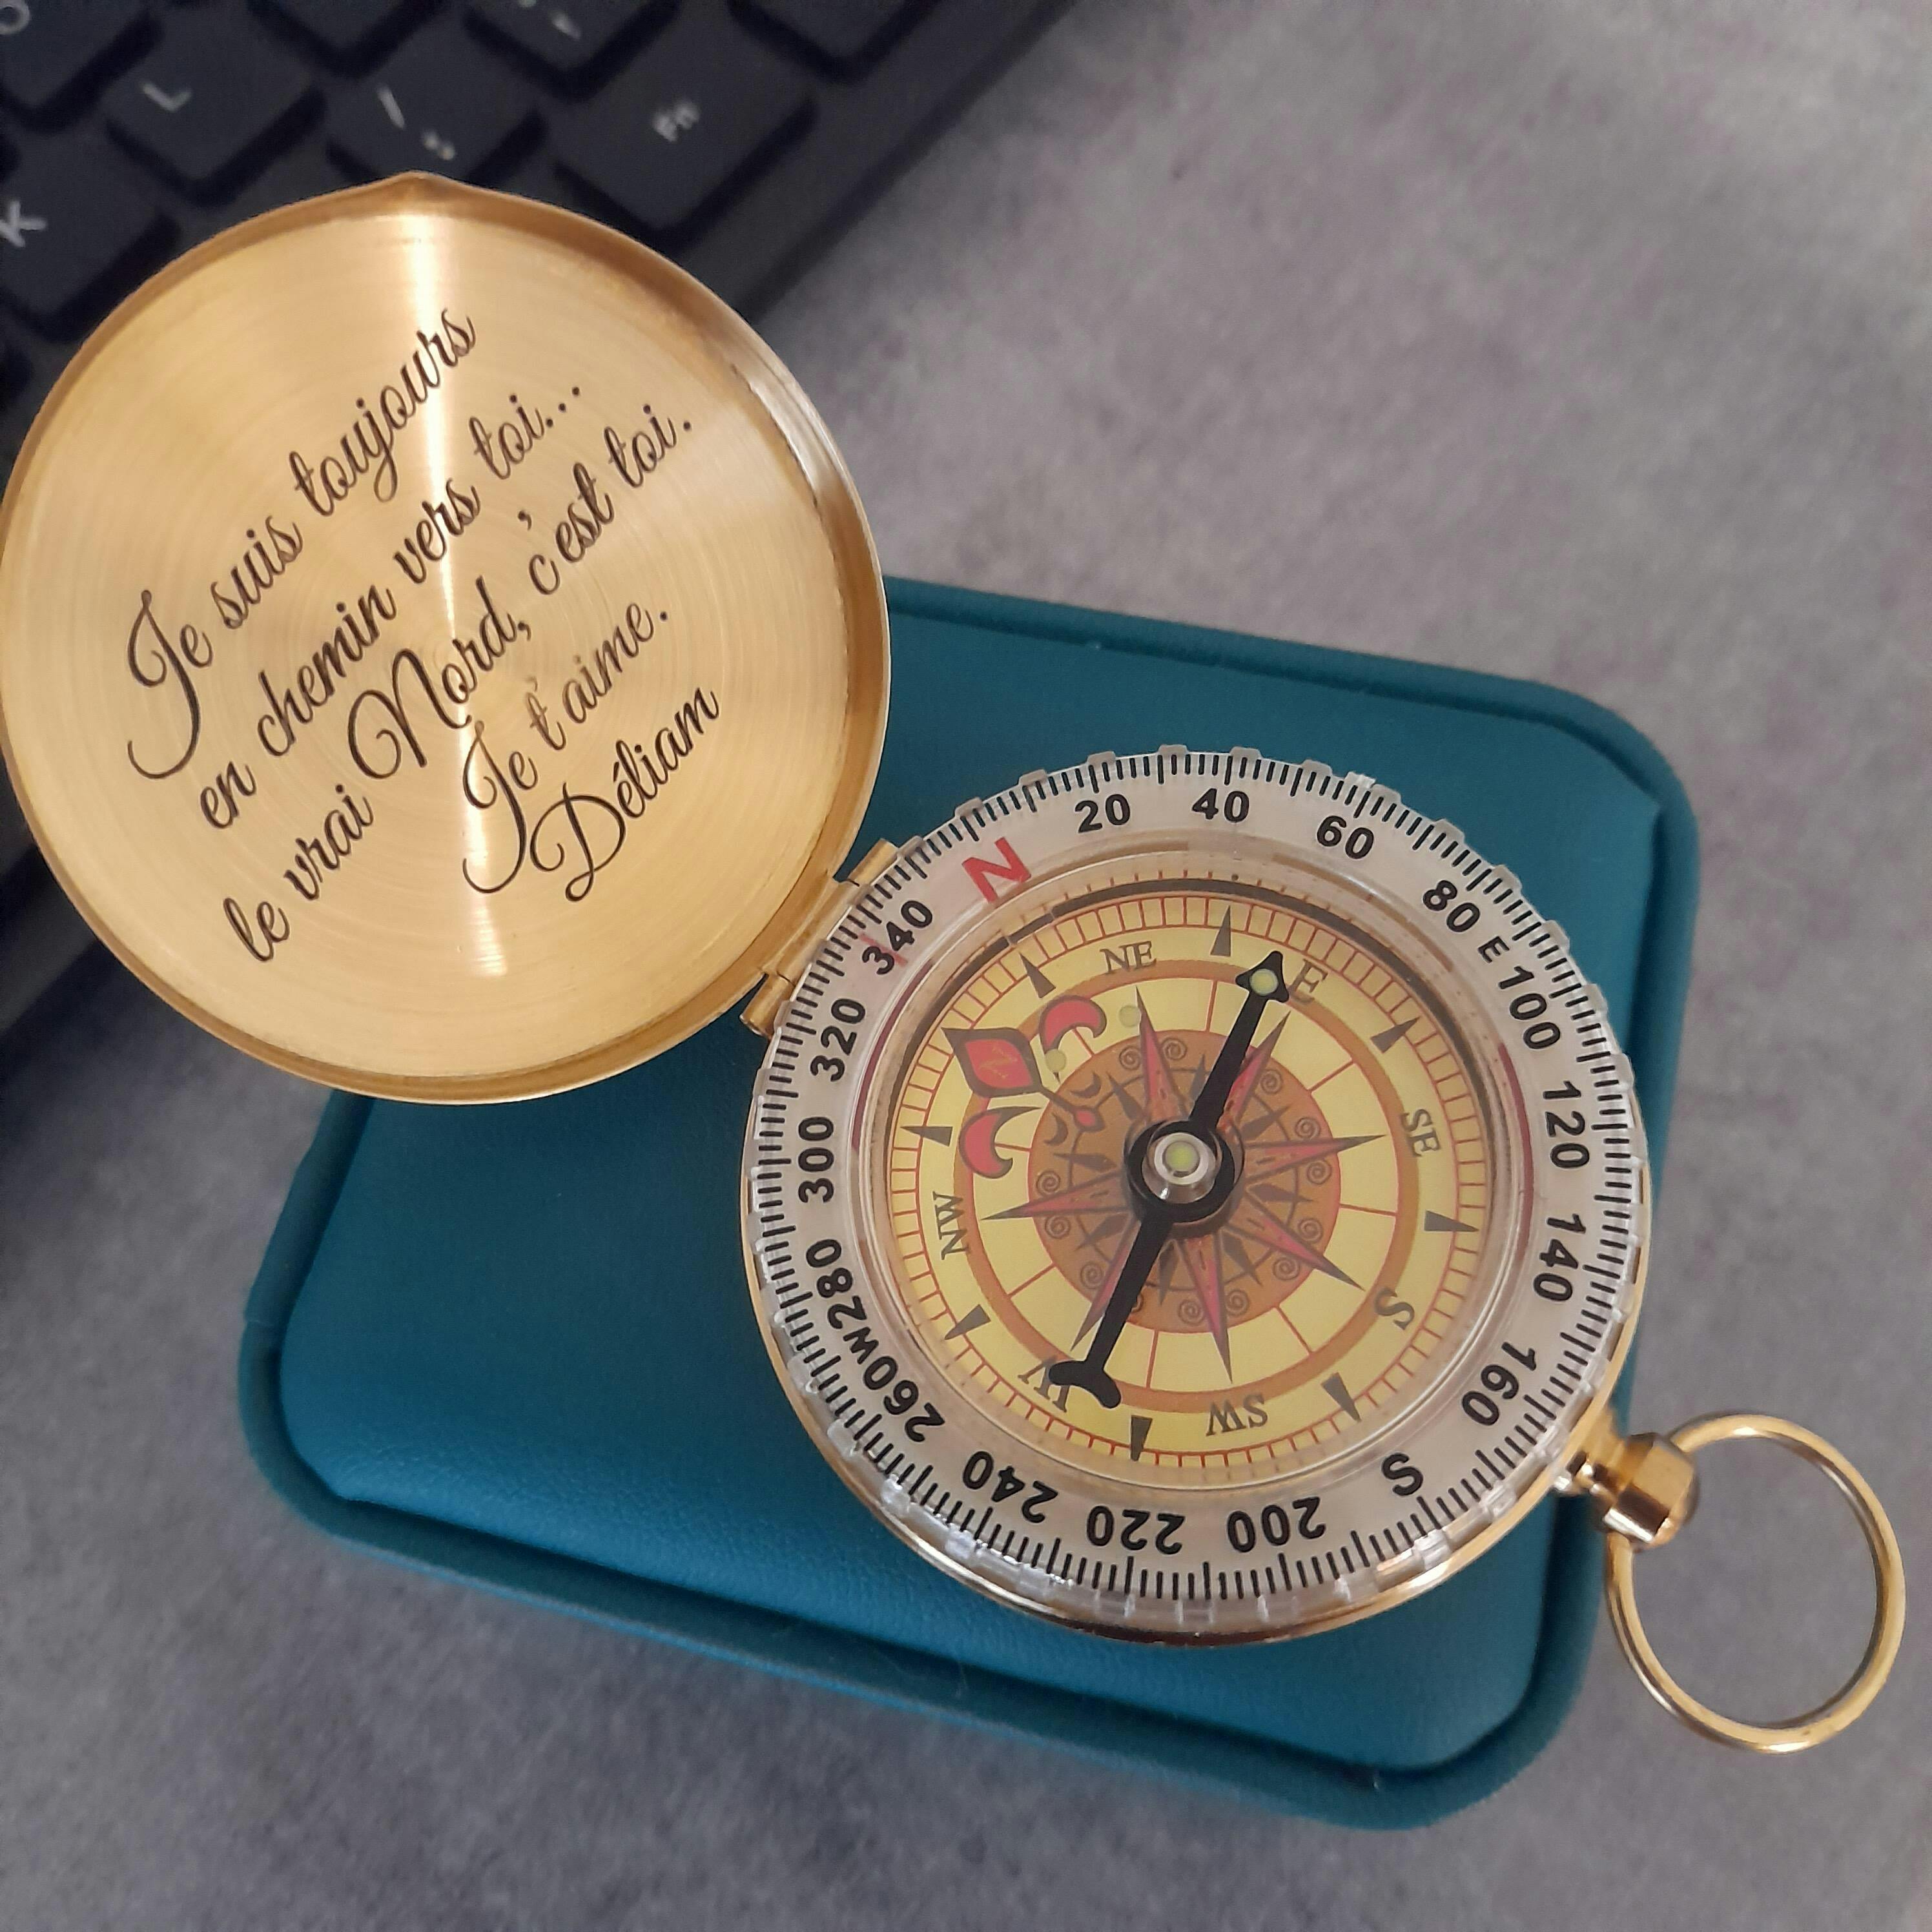 L
K
Fn
Je suis toujours
en chemin vers toi...
le vrai Nord, c'est toi.
Je t'aime.
Déliam
N
20
40
60
80
E
100
120
140
160
S
200
220
240
260
W
280
300
320
340
N
NE
E
SE
S
SW
W
NW